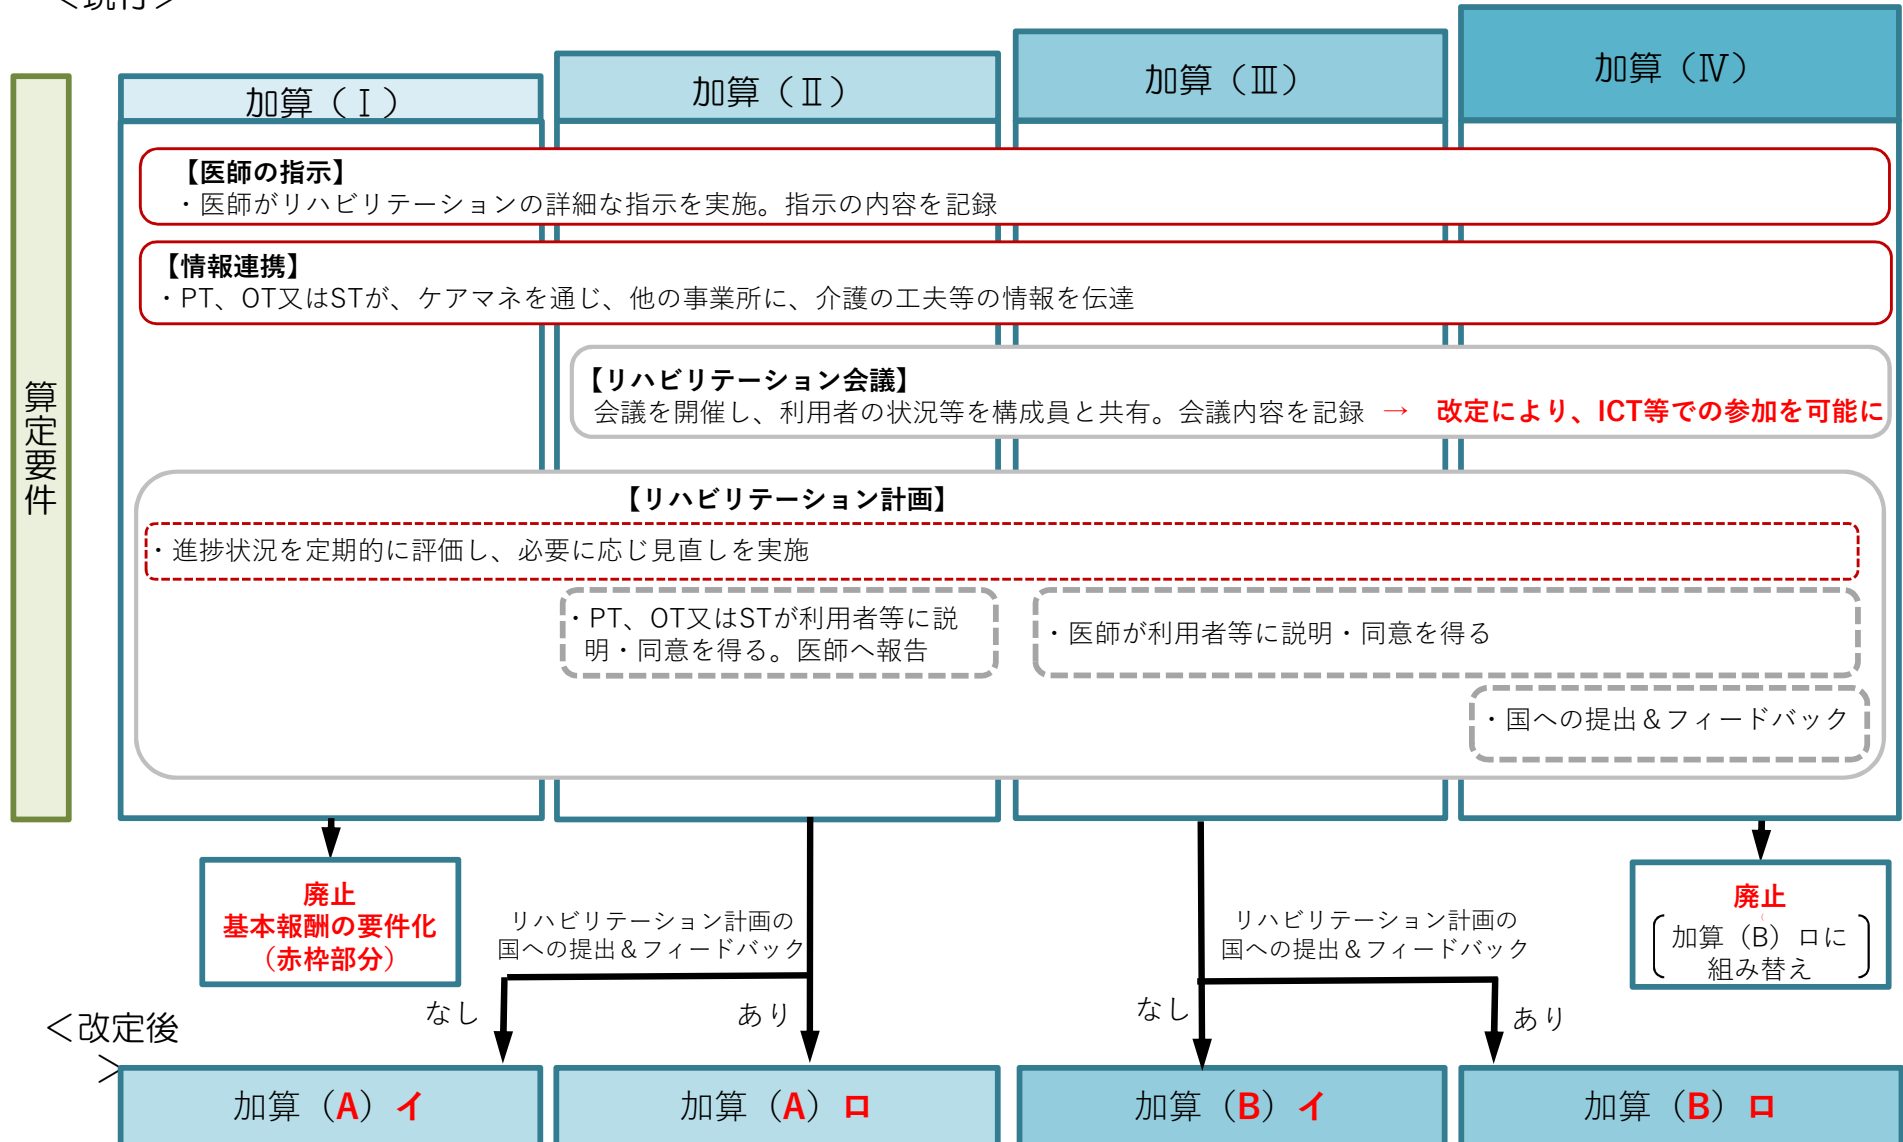 ＜現行＞
加算（Ⅰ）
加算（Ⅱ）
加算（Ⅲ）
加算（Ⅳ）
算定要件
【医師の指示】
・医師がリハビリテーションの詳細な指示を実施。指示の内容を記録
【情報連携】
・PT、OT又はSTが、ケアマネを通じ、他の事業所に、介護の工夫等の情報を伝達
【リハビリテーション会議】
会議を開催し、利用者の状況等を構成員と共有。会議内容を記録 → 改定により、ICT等での参加を可能に
【リハビリテーション計画】
・進捗状況を定期的に評価し、必要に応じ見直しを実施
・PT、OT又はSTが利用者等に説
明・同意を得る。医師へ報告
・医師が利用者等に説明・同意を得る
・国への提出＆フィードバック
廃止
基本報酬の要件化
（赤枠部分）
リハビリテーション計画の
国への提出＆フィードバック
なし
あり
リハビリテーション計画の
国への提出＆フィードバック
なし
あり
廃止
加算（B）ロに
組み替え
＜改定後
＞
加算（A）イ
加算（A）ロ
加算（B）イ
加算（B）ロ